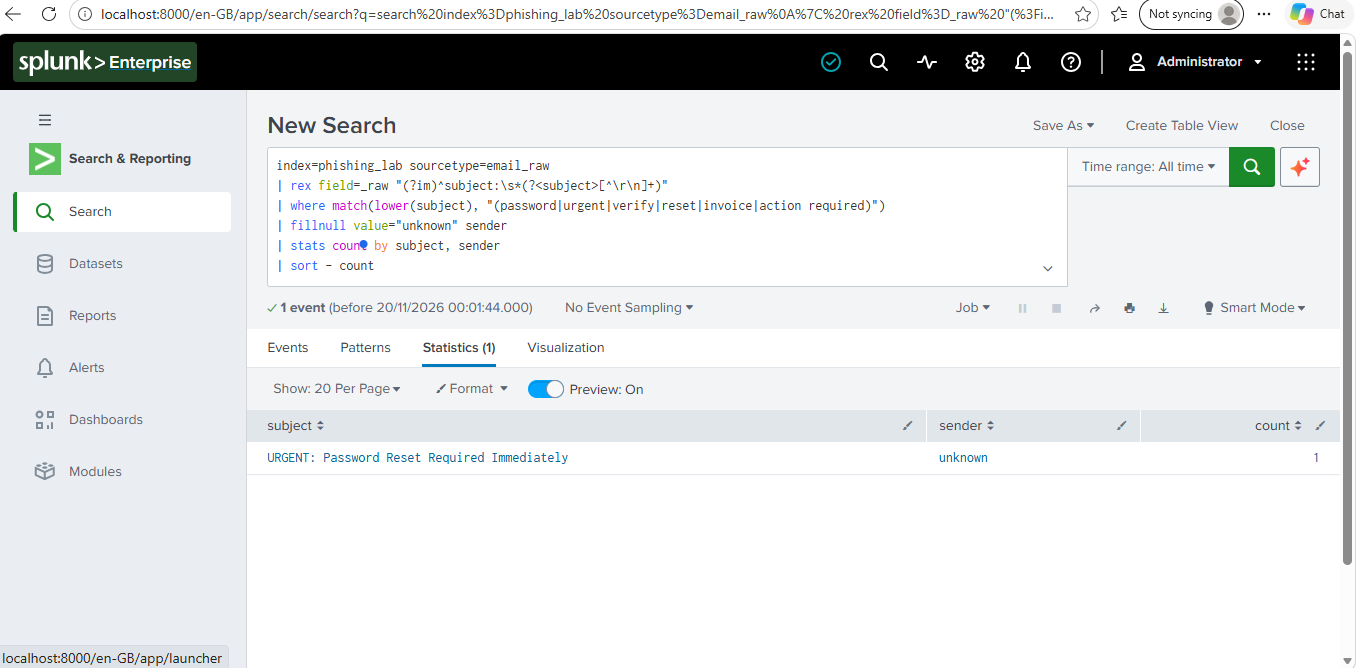 localhost:8000/en-GB/app/search/search?q=search%20index%3Dphishing_lab%20sourcetype%3Demail_raw%0A%7C%20rex%20field%3D_raw%20"(%3Fi...
Not syncing
Chat
splunk>Enterprise
Administrator
Search & Reporting
Search
Datasets
Reports
Alerts
Dashboards
Modules
New Search
Save As
Create Table View
Close
index=phishing_lab sourcetype=email_raw
| rex field=_raw "(?im)^subject:\s*(?<subject>[^\r\n]+)"
| where match(lower(subject), "(password|urgent|verify|reset|invoice|action required)")
| fillnull value="unknown" sender
| stats count by subject, sender
| sort - count
Time range: All time
1 event (before 20/11/2026 00:01:44.000)
No Event Sampling
Job
Smart Mode
Events
Patterns
Statistics (1)
Visualization
Show: 20 Per Page
Format
Preview: On
subject
sender
count
URGENT: Password Reset Required Immediately
unknown
1
localhost:8000/en-GB/app/launcher